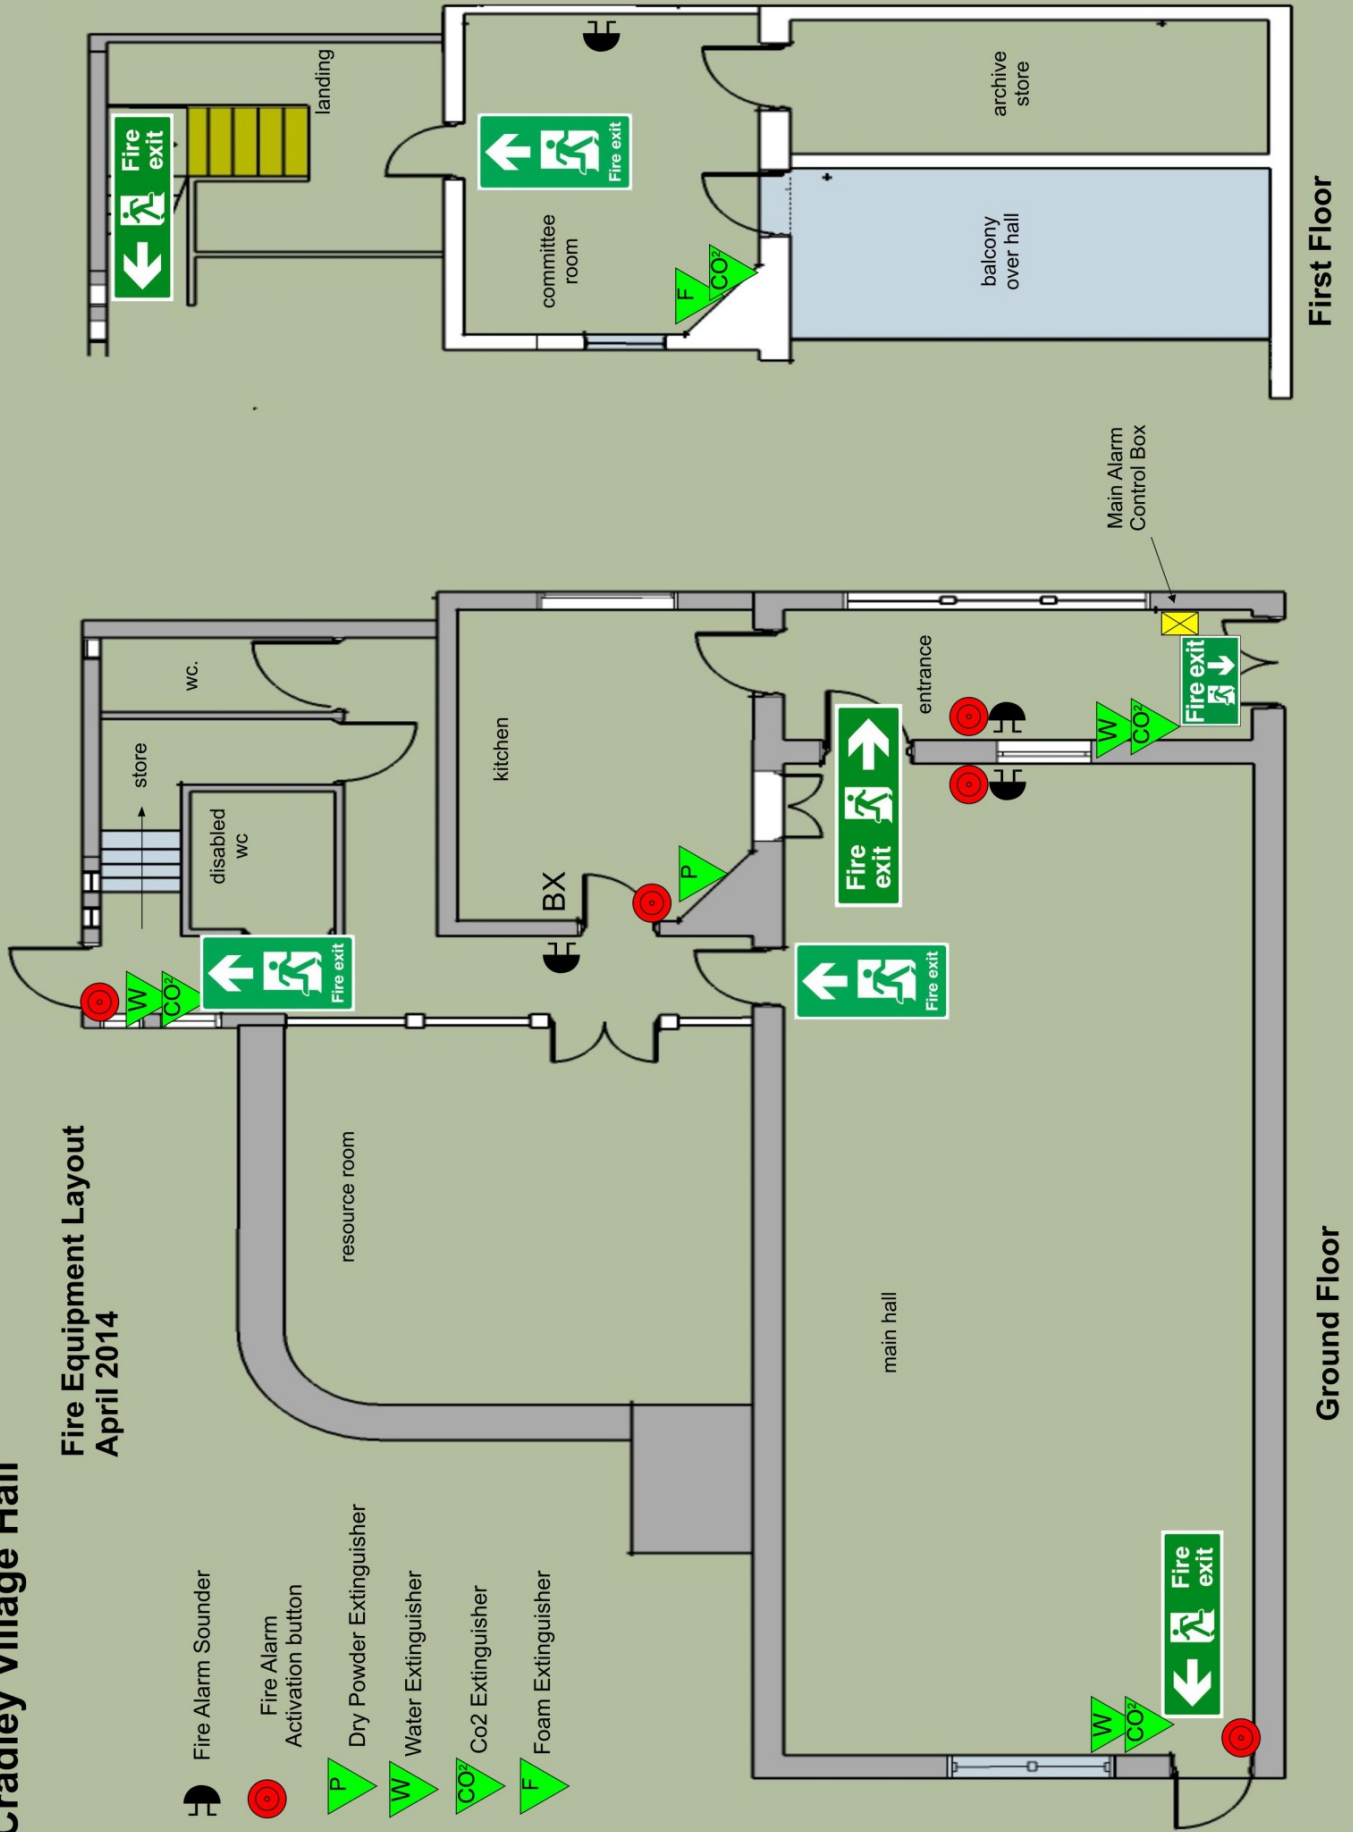 Cradley Village Hall
Fire Equipment Layout
April 2014
Fire Alarm Sounder
Fire Alarm
Activation button
P
Dry Powder Extinguisher
W
Water Extinguisher
CO²
Co2 Extinguisher
F
Foam Extinguisher
W
CO²
Fire exit
store
wc.
disabled
wc
resource room
BX
kitchen
P
Fire exit
Fire
exit
main hall
entrance
W
CO²
Fire exit
Main Alarm
Control Box
W
CO²
Fire
exit
Ground Floor
Fire
exit
landing
Fire exit
committee
room
F
CO²
balcony
over hall
archive
store
First Floor